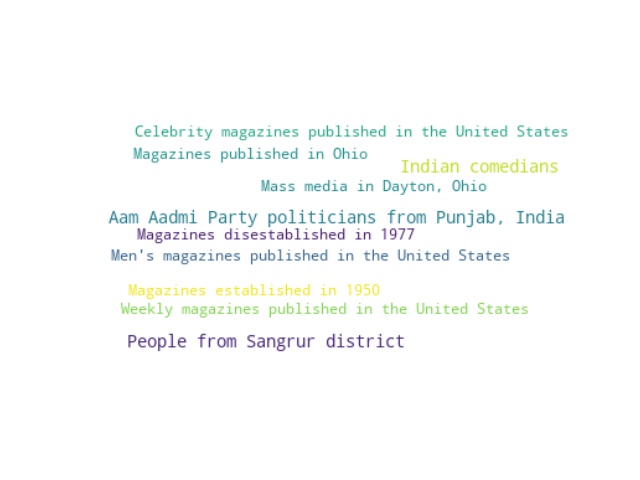 Celebrity magazines published in the United States
Magazines published in Ohio
Indian comedians
Mass media in Dayton, Ohio
Aam Aadmi Party politicians from Punjab, India
Magazines disestablished in 1977
Men's magazines published in the United States
Magazines established in 1950
Weekly magazines published in the United States
People from Sangrur district